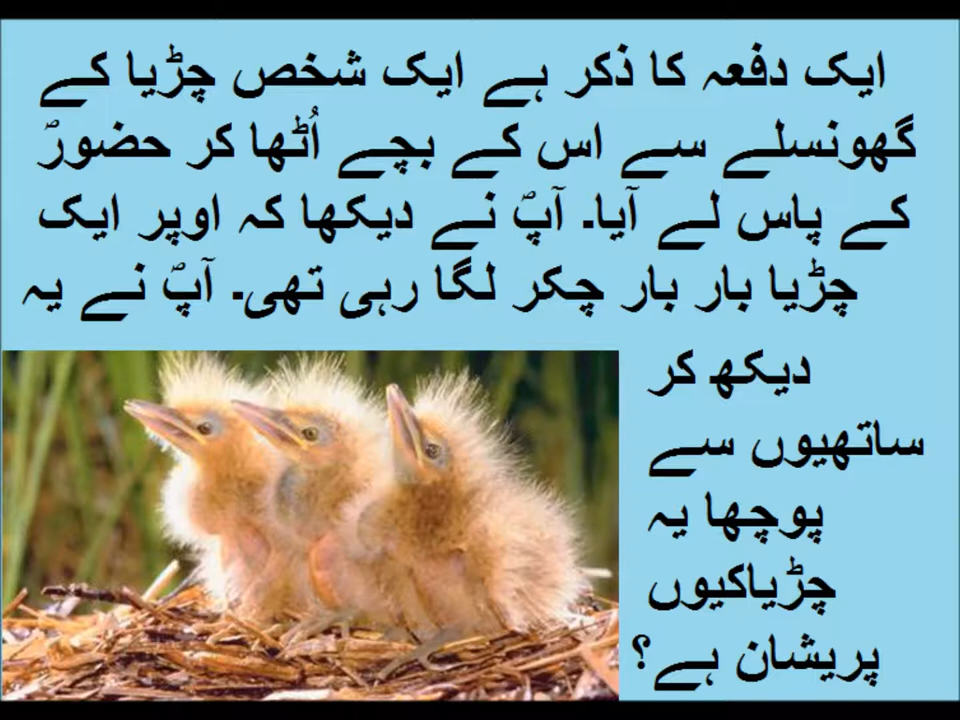 ایک دفعہ کا ذکر ہے ایک شخص چڑیا کے
گھونسلے سے اس کے بچے اُٹھا کر حضورؐ
کے پاس لے آیا۔ آپؐ نے دیکھا کہ اوپر ایک
چڑیا بار بار چکر لگا رہی تھی۔ آپؐ نے یہ
دیکھ کر
ساتھیوں سے
پوچھا یہ
چڑیاکیوں
پریشان ہے؟